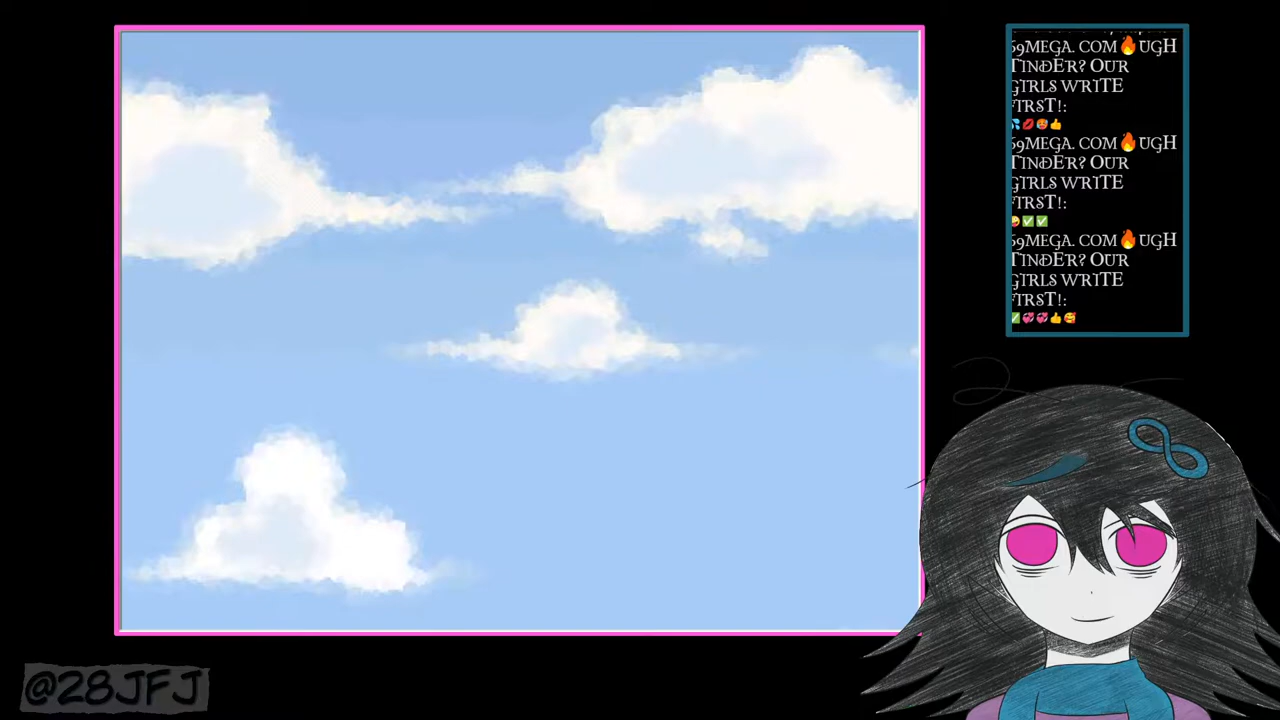 69MEGA. COM🔥UGH
TINDER? OUR
GIRLS WRITE
FIRST!:
💦💋🥵👍
69MEGA. COM🔥UGH
TINDER? OUR
GIRLS WRITE
FIRST!:
😜✅✅
69MEGA. COM🔥UGH
TINDER? OUR
GIRLS WRITE
FIRST!:
✅💞💞👍🥰
@28JFJ